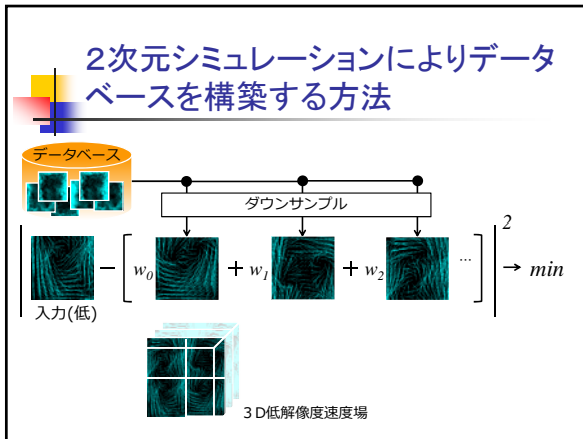 ２次元シミュレーションによりデータ
ベースを構築する方法
データベース
ダウンサンプル
2
− w0 + w1 + w2 ... → min
入力(低)
３D低解像度速度場